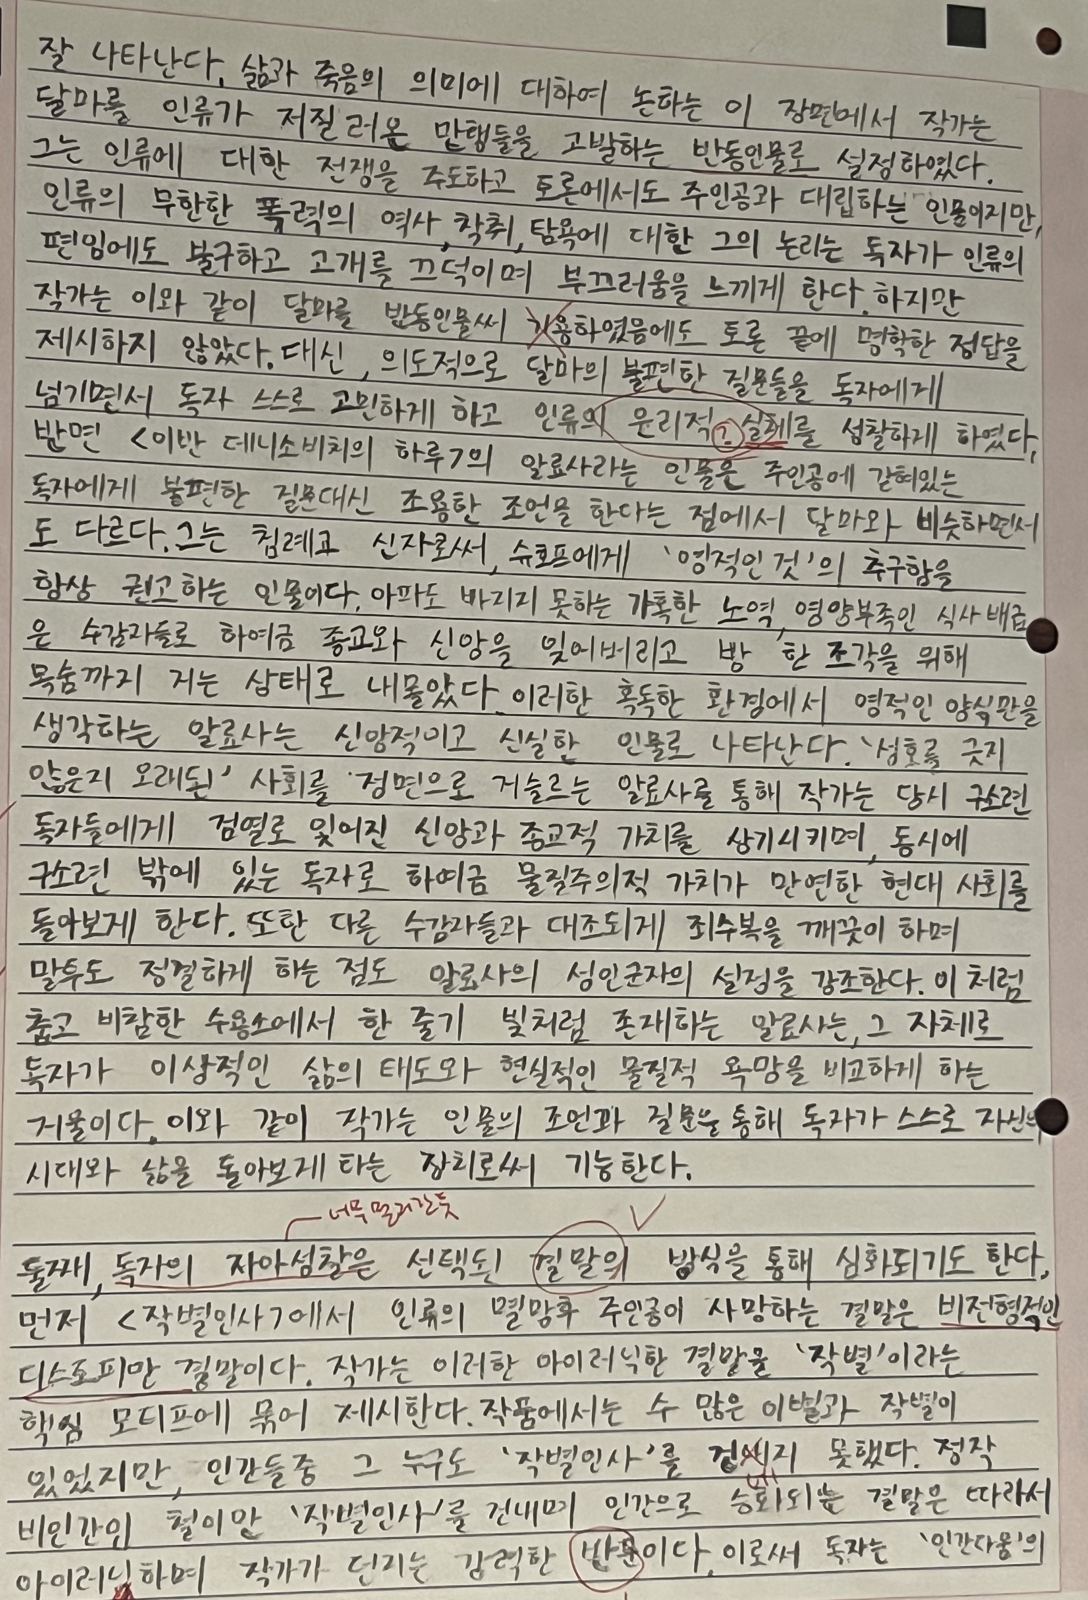 잘 나타난다. 삶과 죽음의 의미에 대하여 논하는 이 장면에서 작가는
달마를 인류가 저질러온 만행들을 고발하는 반동인물로 설정하였다.
그는 인류에 대한 전쟁을 주도하고 토론에서도 주인공과 대립하는 인물이지만,
인류의 무한한 폭력의 역사, 착취, 탐욕에 대한 그의 논리는 독자가 인류의
편임에도 불구하고 고개를 끄덕이며 부끄러움을 느끼게 한다. 하지만
작가는 이와 같이 달마를 반동인물써 기용하였음에도 토론 끝에 명확한 정답을
제시하지 않았다. 대신, 의도적으로 달마의 불편한 질문들을 독자에게
넘기면서 독자 스스로 고민하게 하고 인류의 윤리적 ? 실패를 성찰하게 하였다.
반면 <이반 데니소비치의 하루>의 알료사라는 인물은 주인공에 갇혀있는
독자에게 불편한 질문대신 조용한 조언을 한다는 점에서 달마와 비슷하면서
도 다르다. 그는 침례교 신자로써, 슈호프에게 '영적인 것'의 추구함을
항상 권고하는 인물이다. 아파도 바지지 못하는 가혹한 노역, 영양부족인 식사 배급
은 수감자들로 하여금 종교와 신앙을 잊어버리고 빵 한 조각을 위해
목숨까지 거는 상태로 내몰았다. 이러한 혹독한 환경에서 영적인 양식만을
생각하는 알료사는 신앙적이고 신실한 인물로 나타난다. '성호를 긋지
않은지 오래된' 사회를 정면으로 거슬르는 알료사를 통해 작가는 당시 구소련
독자들에게 검열로 잊어진 신앙과 종교적 가치를 상기시키며, 동시에
구소련 밖에 있는 독자로 하여금 물질주의적 가치가 만연한 현대 사회를
돌아보게 한다. 또한 다른 수감자들과 대조되게 죄수복을 깨끗이 하며
말투도 정결하게 하는 점도 알료사의 성인군자의 설정을 강조한다. 이처럼
춥고 비참한 수용소에서 한 줄기 빛처럼 존재하는 알료사는, 그 자체로
독자가 이상적인 삶의 태도와 현실적인 물질적 욕망을 비교하게 하는
거울이다. 이와 같이 작가는 인물의 조언과 질문을 통해 독자가 스스로 자신의
시대와 삶을 돌아보게 하는 장치로써 기능한다.
너무 멀리간듯
둘째, 독자의 자아성찰은 선택된 결말의 방식을 통해 심화되기도 한다.
먼저 <작별인사>에서 인류의 멸망후 주인공이 사망하는 결말은 비전형적인
디스토피아 결말이다. 작가는 이러한 아이러닉한 결말을 '작별'이라는
핵심 모티프에 묶어 제시한다. 작품에서는 수 많은 이별과 작별이
있었지만, 인간들중 그 누구도 '작별인사'를 지 못했다. 정작
비인간인 철이만 '작별인사'를 건내며 인간으로 승화되는 결말은 따라서
아이러닉하며 작가가 던지는 강력한 반문이다. 이로써 독자는 '인간다움'의